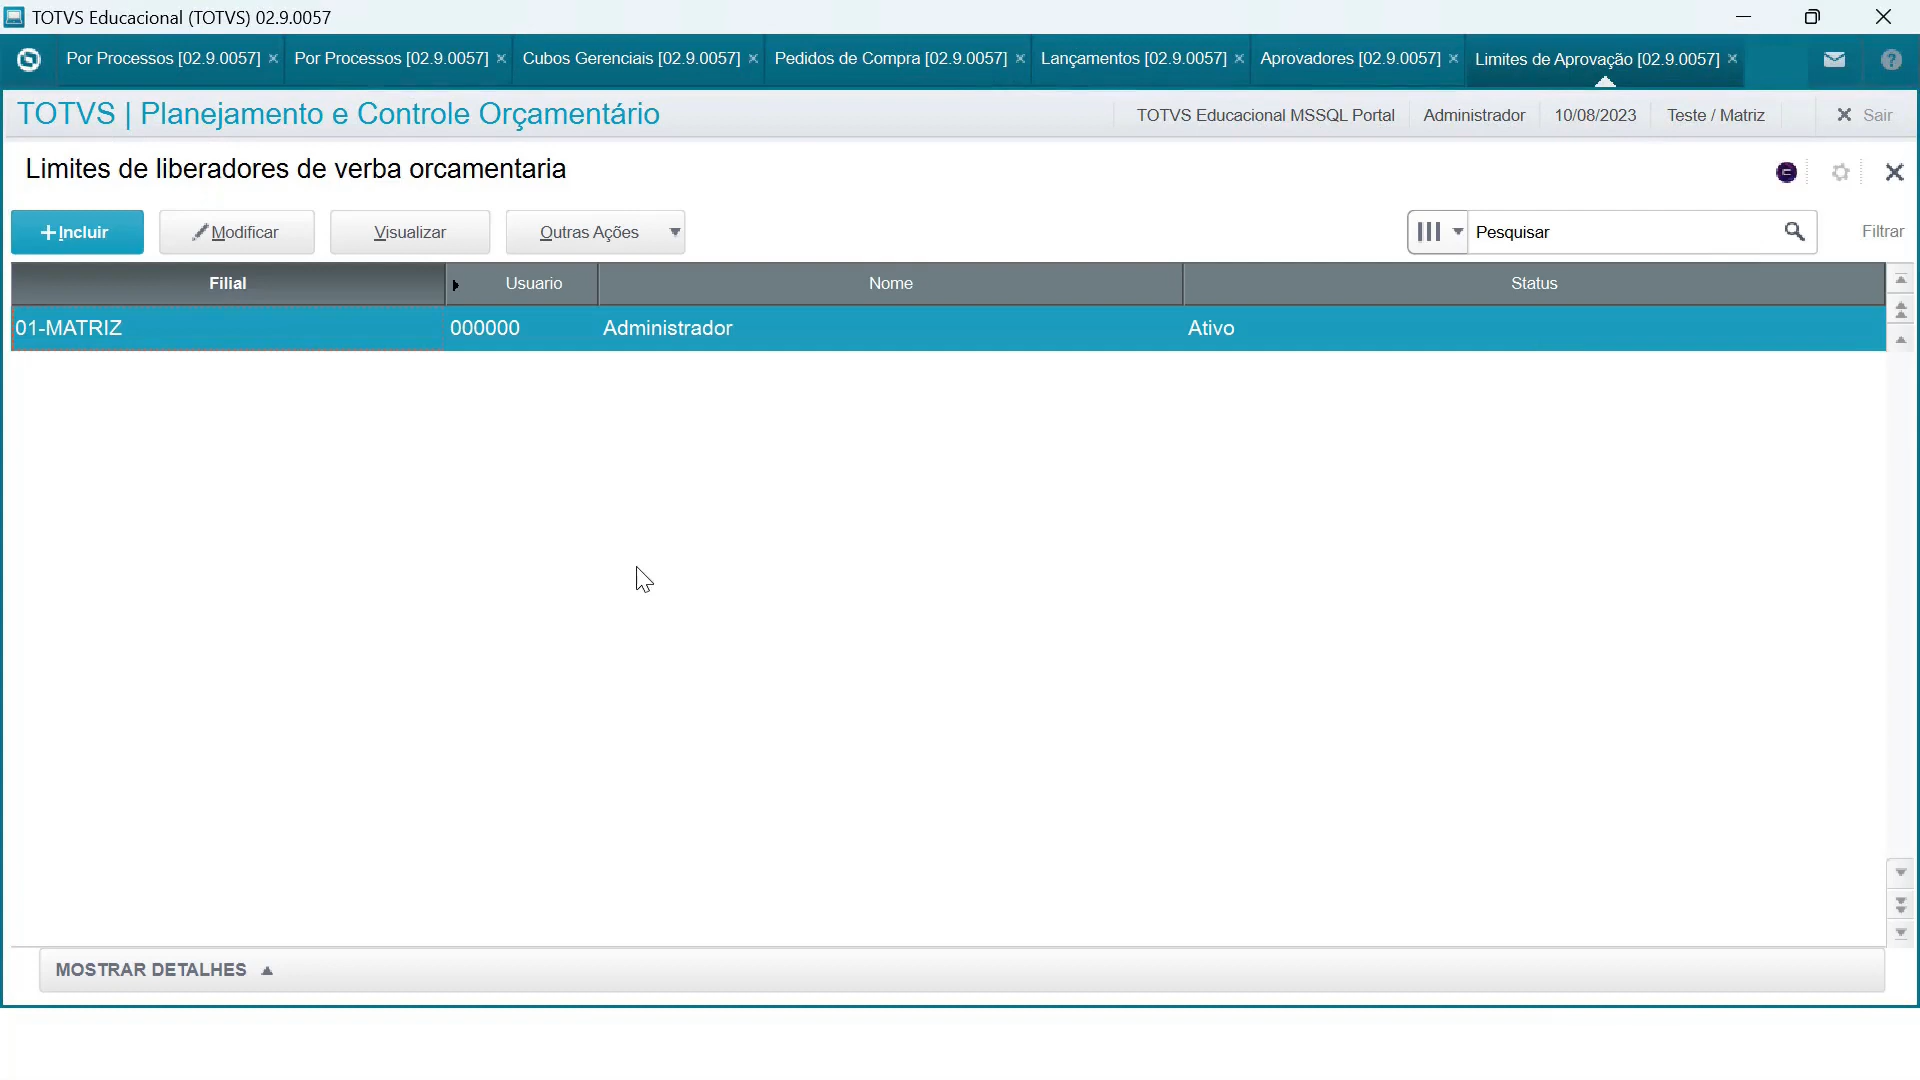 TOTVS Educacional (TOTVS) 02.9.0057
Por Processos [02.9.0057] Por Processos [02.9.0057] Cubos Gerenciais [02.9.0057] Pedidos de Compra [02.9.0057] Lançamentos [02.9.0057] Aprovadores [02.9.0057] Limites de Aprovação [02.9.0057]
TOTVS | Planejamento e Controle Orçamentário TOTVS Educacional MSSQL Portal Administrador 10/08/2023 Teste / Matriz Sair
Limites de liberadores de verba orcamentaria
Incluir Modificar Visualizar Outras Ações Pesquisar Filtrar
Filial Usuario Nome Status
01-MATRIZ 000000 Administrador Ativo
MOSTRAR DETALHES